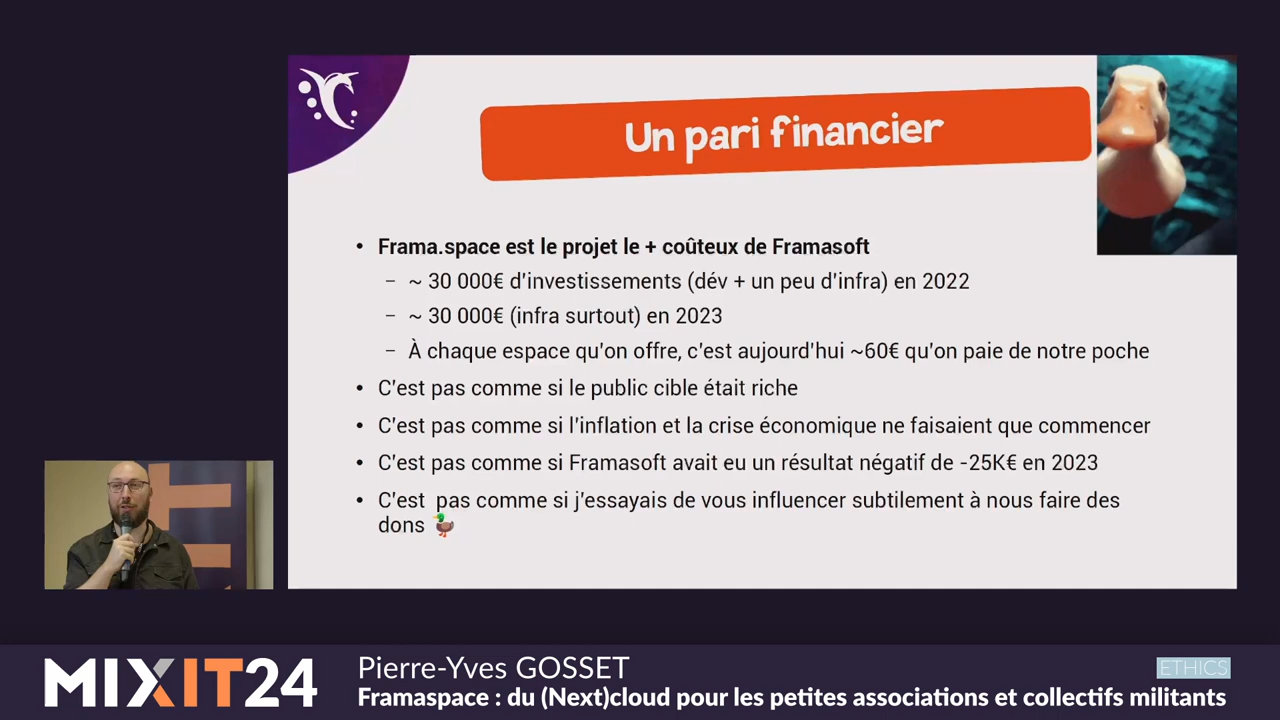 Un pari financier
• Frama.space est le projet le + coûteux de Framasoft
– ~ 30 000€ d'investissements (dév + un peu d'infra) en 2022
– ~ 30 000€ (infra surtout) en 2023
– À chaque espace qu'on offre, c'est aujourd'hui ~60€ qu'on paie de notre poche
• C'est pas comme si le public cible était riche
• C'est pas comme si l'inflation et la crise économique ne faisaient que commencer
• C'est pas comme si Framasoft avait eu un résultat négatif de -25K€ en 2023
• C'est  pas comme si j'essayais de vous influencer subtilement à nous faire des
dons 🦆
MIXIT24
Pierre-Yves GOSSET
ETHICS
Framaspace : du (Next)cloud pour les petites associations et collectifs militants